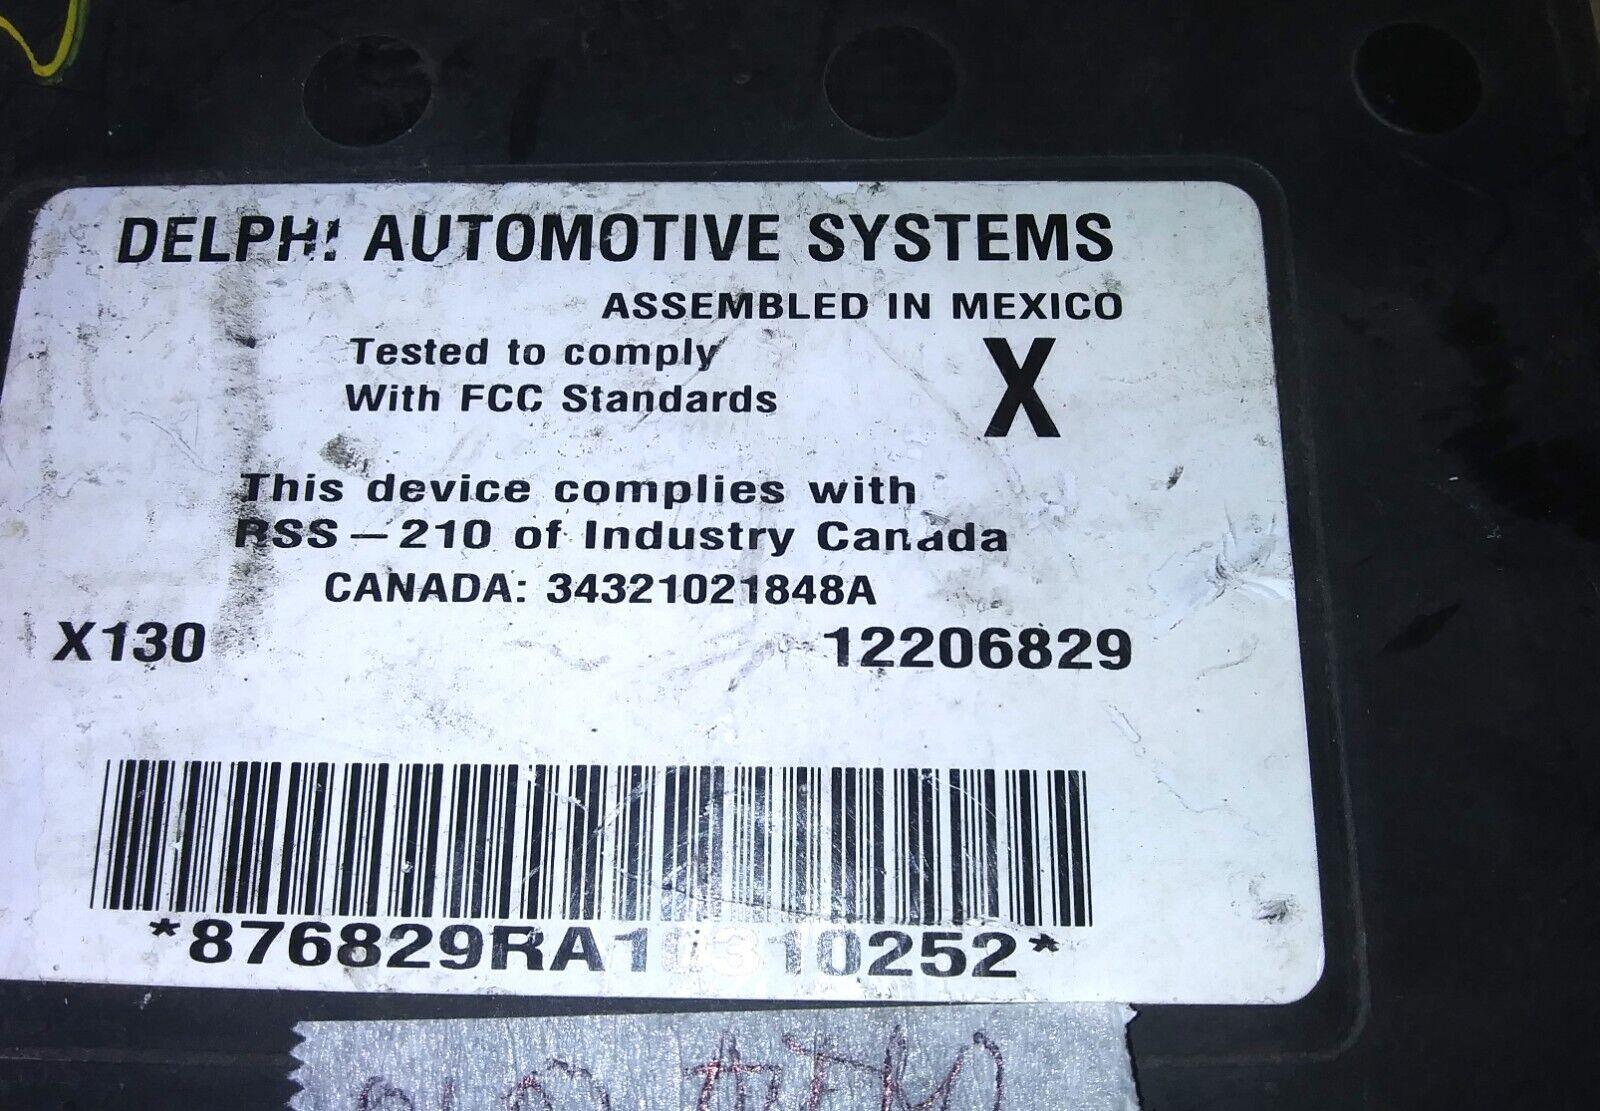 DELPHI AUTOMOTIVE SYSTEMS
ASSEMBLED IN MEXICO
Tested to comply
With FCC Standards
X
This device complies with
RSS-210 of Industry Canada
CANADA: 34321021848A
X130 12206829
*876829RA10310252*